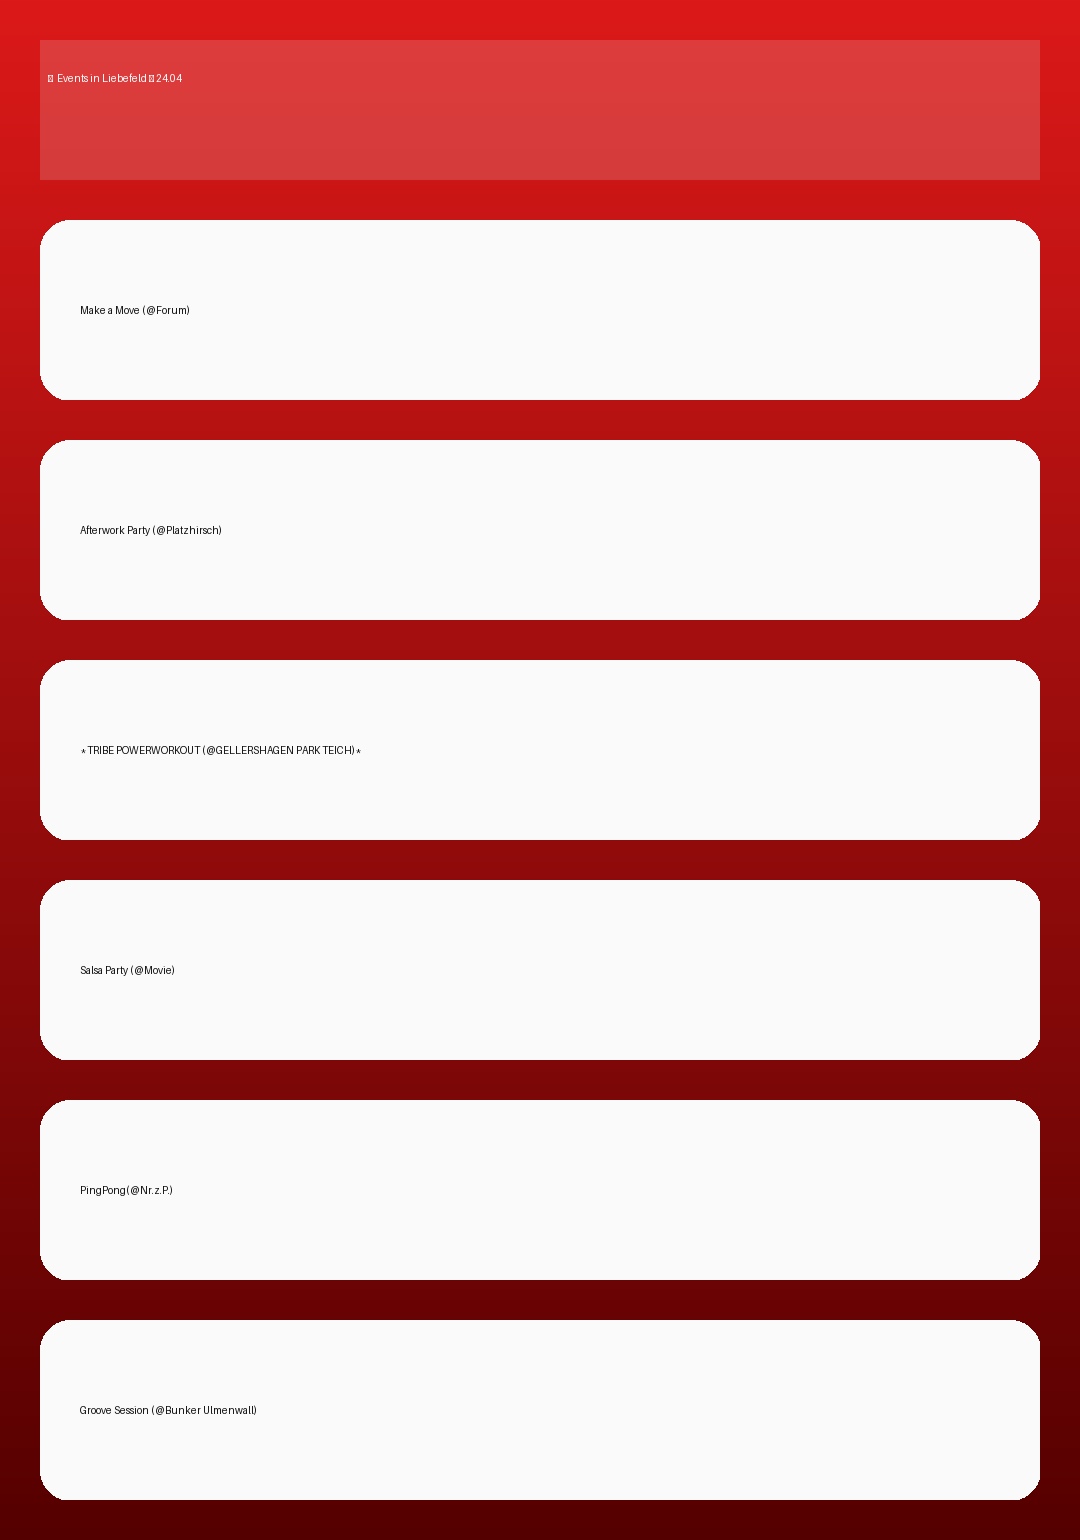 Events in Liebefeld 24.04
Make a Move (@Forum)
Afterwork Party (@Platzhirsch)
* TRIBE POWERWORKOUT (@GELLERSHAGEN PARK TEICH) *
Salsa Party (@Movie)
PingPong(@Nr.z.P.)
Groove Session (@Bunker Ulmenwall)